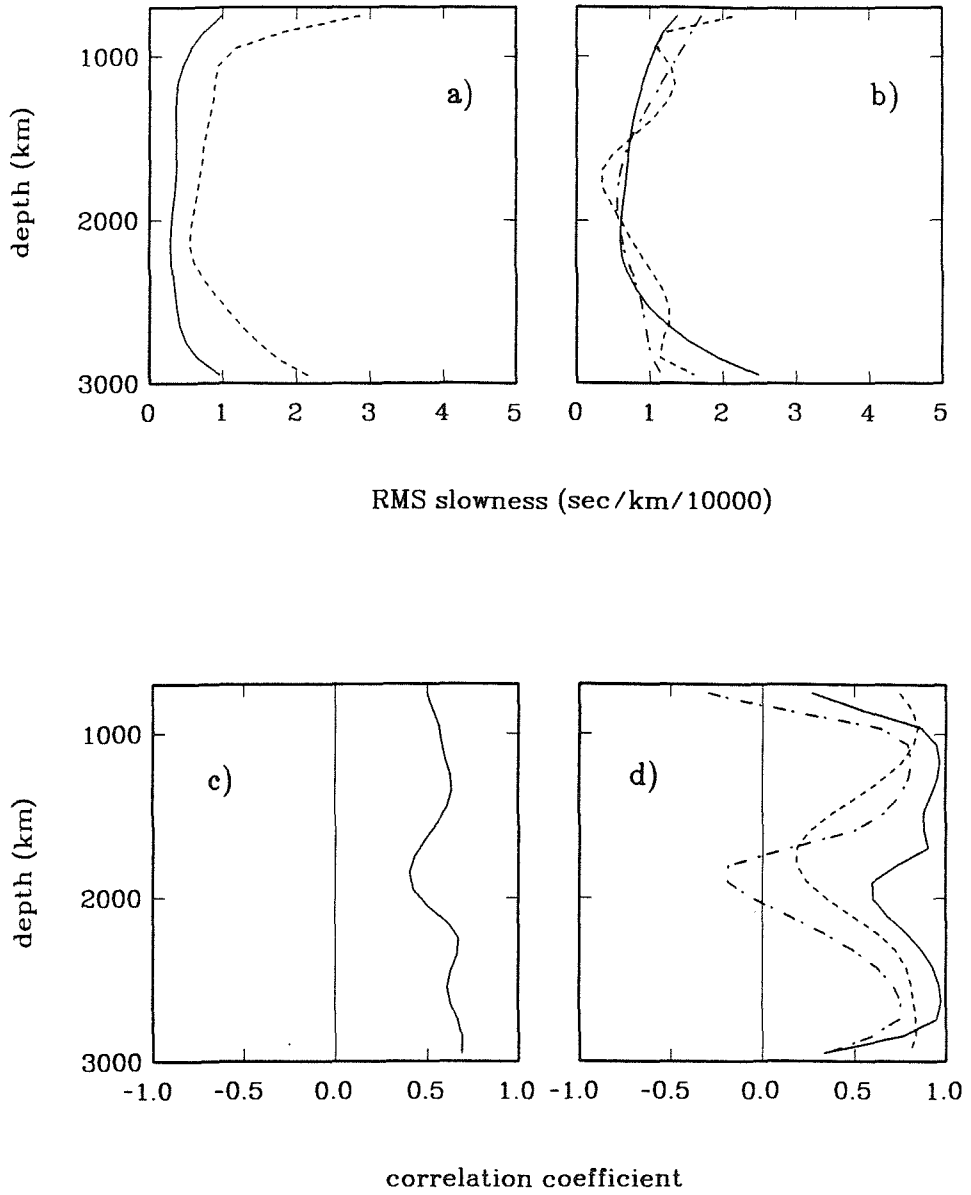 1000
2000
3000
depth (km)
a)
b)
0 1 2 3 4 5
0 1 2 3 4 5
RMS slowness (sec/km/10000)
1000
2000
3000
depth (km)
c)
d)
-1.0 -0.5 0.0 0.5 1.0
-1.0 -0.5 0.0 0.5 1.0
correlation coefficient